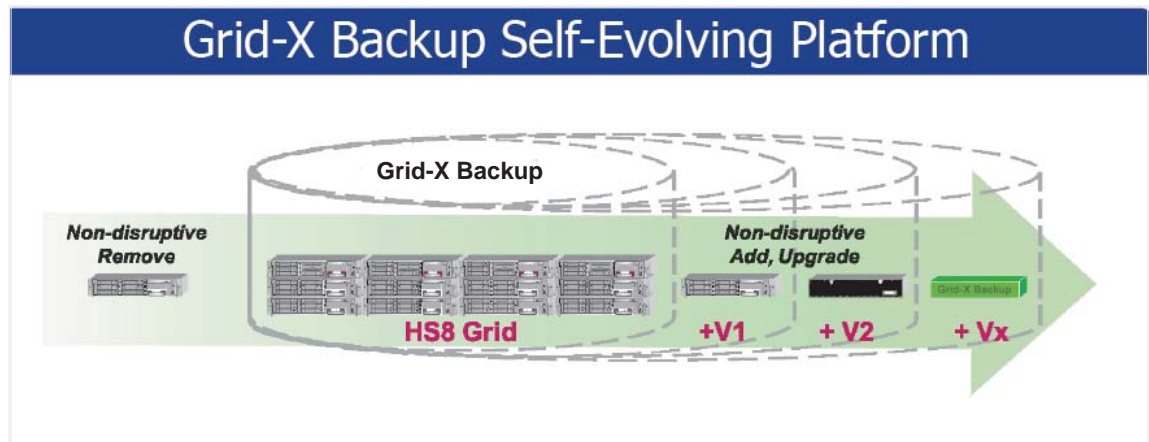 Grid-X Backup Self-Evolving Platform
Grid-X Backup
Non-disruptive
Remove
Non-disruptive
Add, Upgrade
Grid-X Backup
HS8 Grid
+V1
+ V2
+ Vx